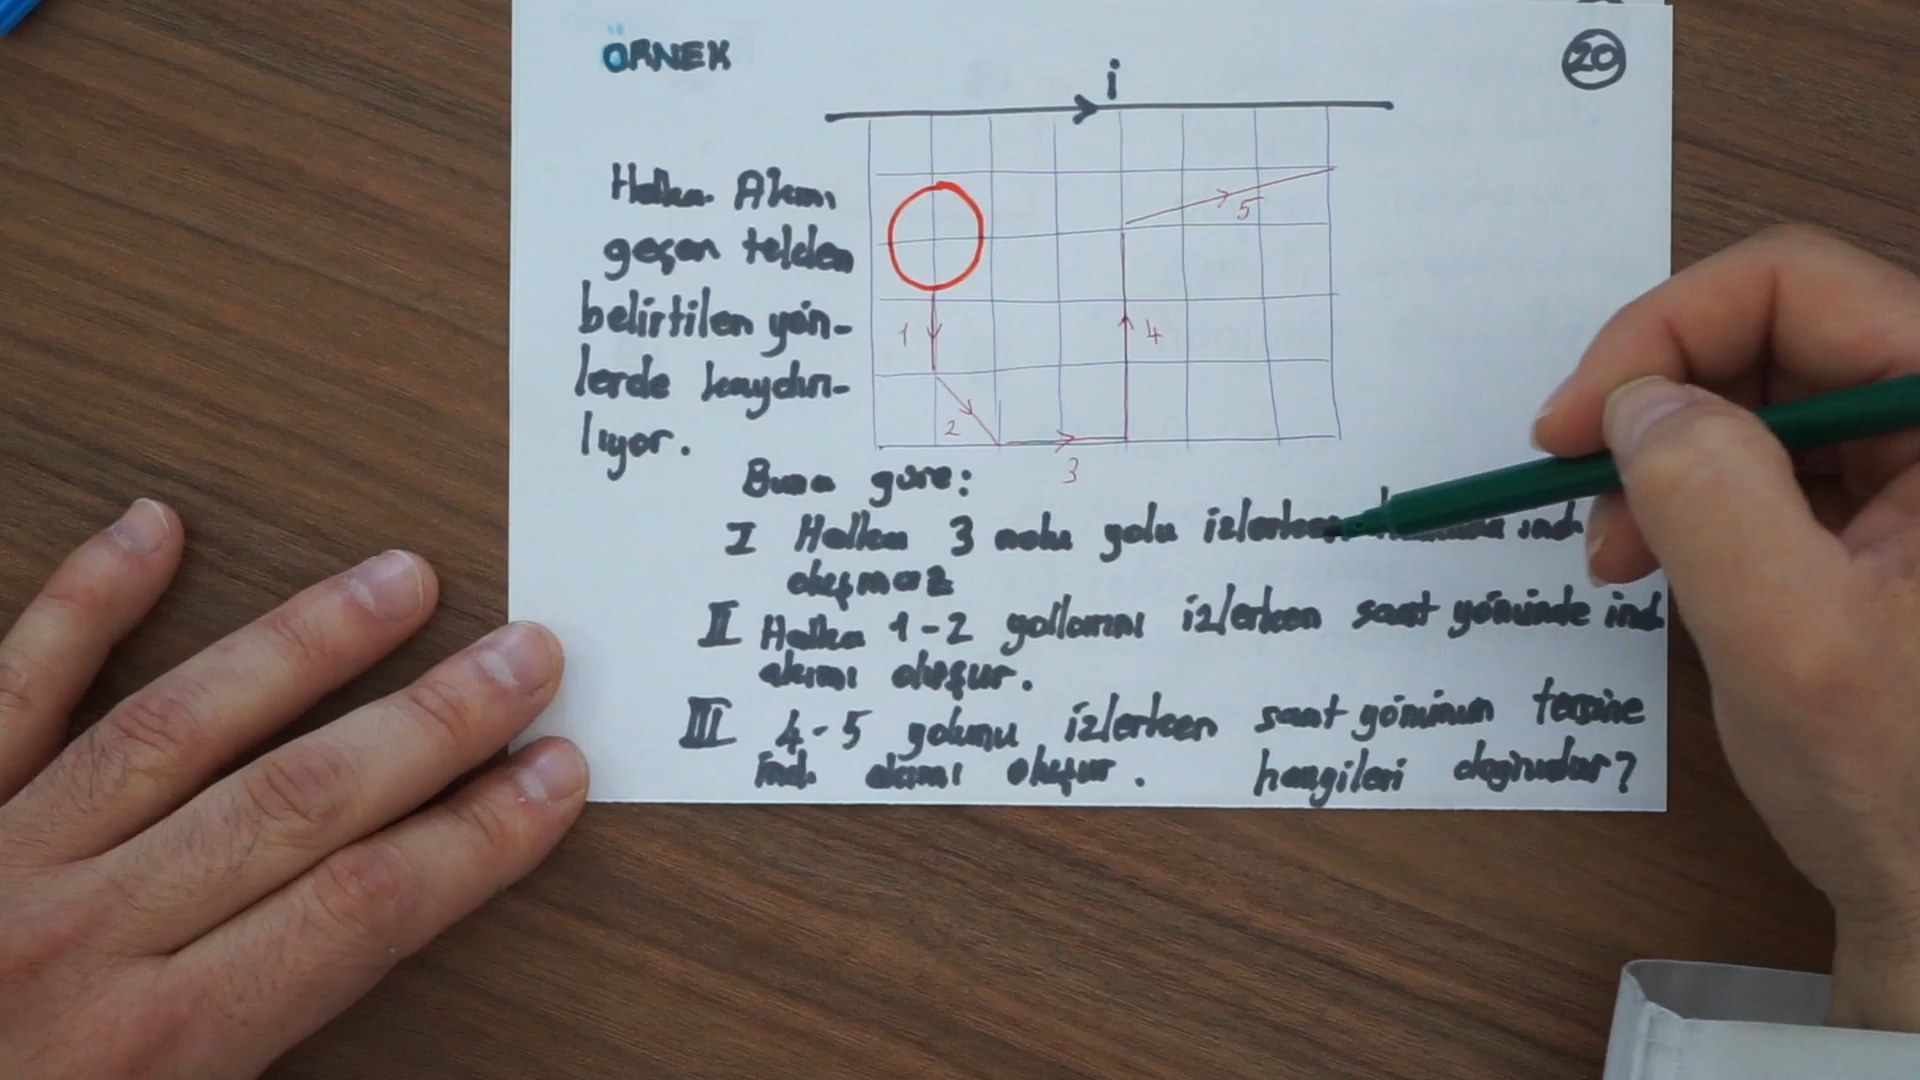 ÖRNEK
20
i
Halka Akım
geçen telden
belirtilen yön-
lerde kaydırı-
lıyor.
1
2
3
4
5
Buna göre:
I Halka 3 nolu yolu izlerken ind.
oluşmaz
II Halka 1-2 yollarını izlerken saat yönünde ind.
akımı oluşur.
III 4-5 yolunu izlerken saat yönünün tersine
ind. akımı oluşur. hangileri doğrudur?